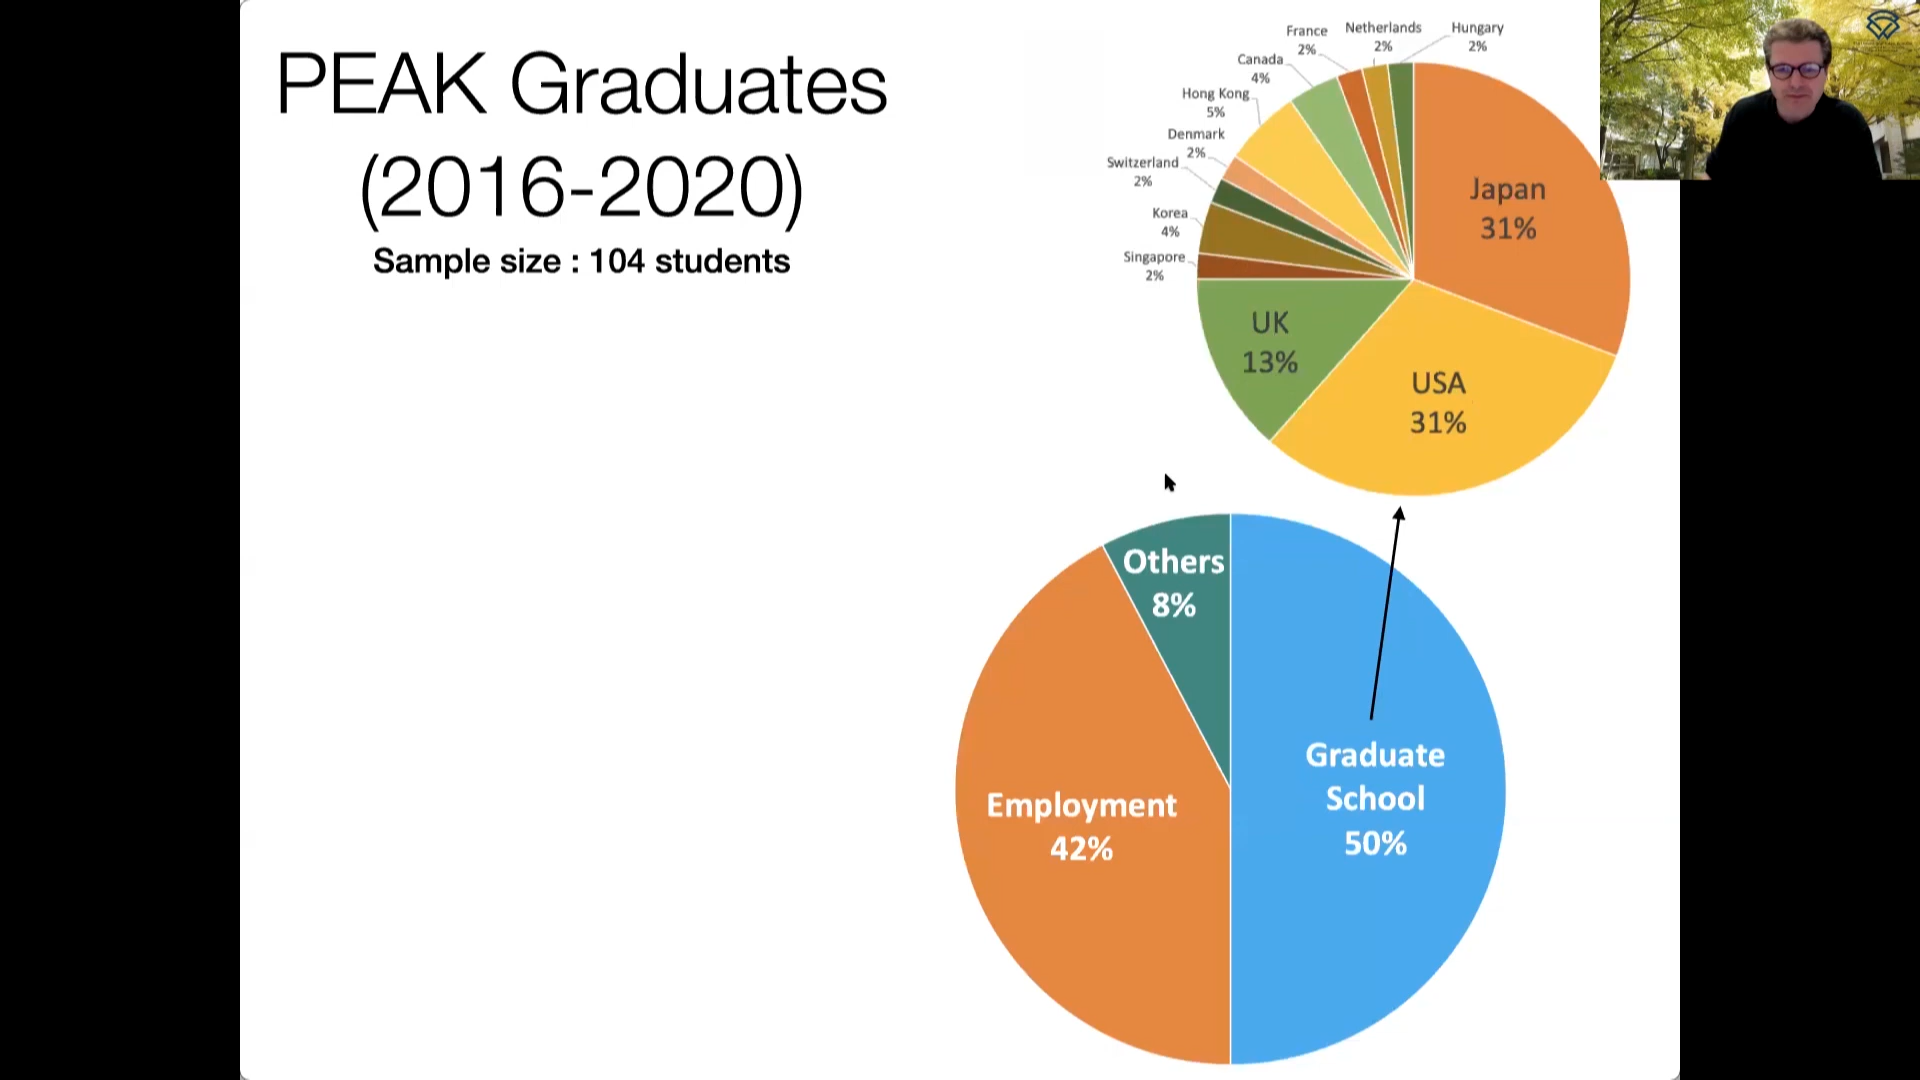 PEAK Graduates
(2016-2020)
Sample size : 104 students
France
2%
Netherlands
2%
Hungary
2%
Canada
4%
Hong Kong
5%
Denmark
2%
Switzerland
2%
Korea
4%
Singapore
2%
Japan
31%
UK
13%
USA
31%
Others
8%
Employment
42%
Graduate
School
50%